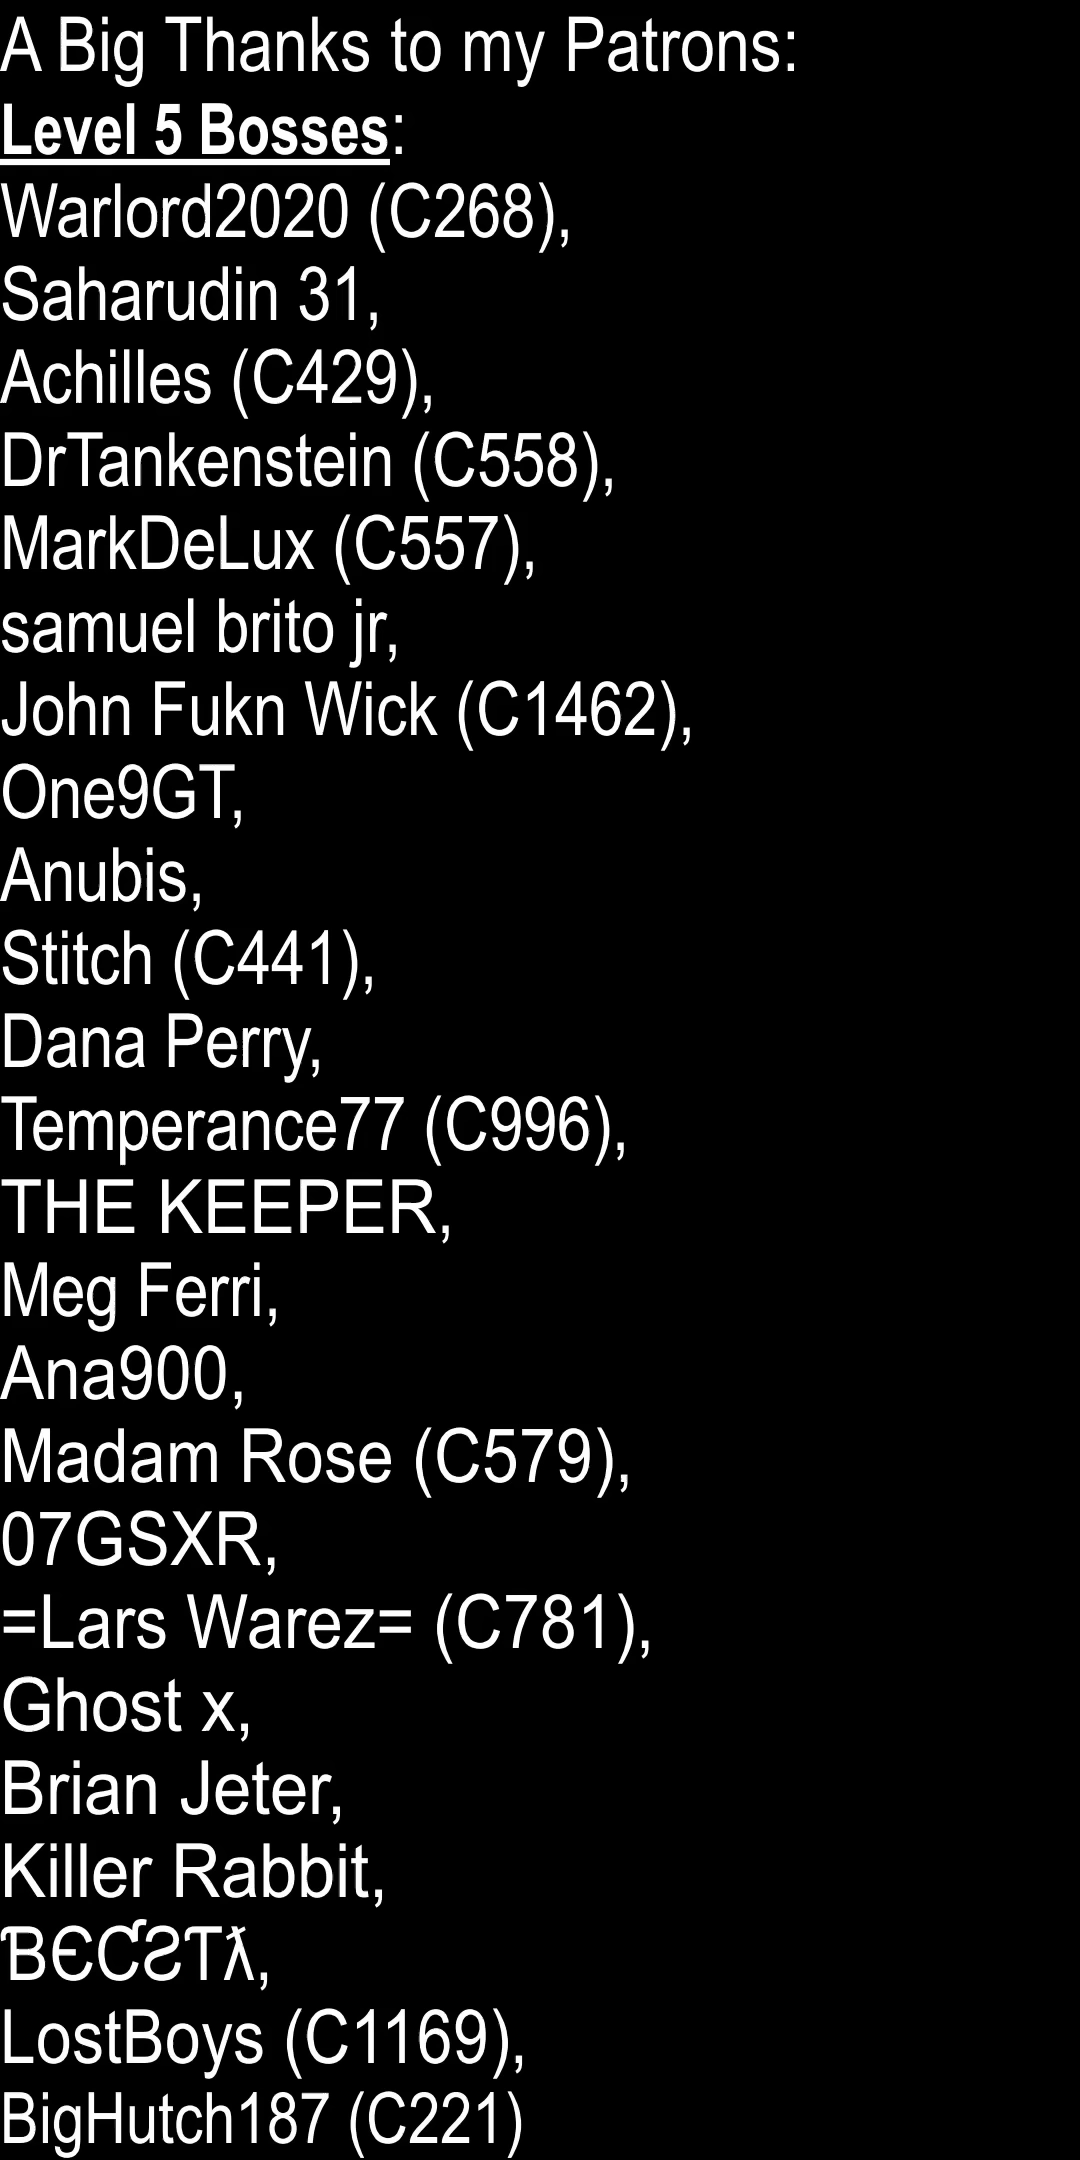 A Big Thanks to my Patrons:
Level 5 Bosses:
Warlord2020 (C268),
Saharudin 31,
Achilles (C429),
DrTankenstein (C558),
MarkDeLux (C557),
samuel brito jr,
John Fukn Wick (C1462),
One9GT,
Anubis,
Stitch (C441),
Dana Perry,
Temperance77 (C996),
THE KEEPER,
Meg Ferri,
Ana900,
Madam Rose (C579),
07GSXR,
=Lars Warez= (C781),
Ghost x,
Brian Jeter,
Killer Rabbit,
ƁЄƇƧƬƛ,
LostBoys (C1169),
BigHutch187 (C221)